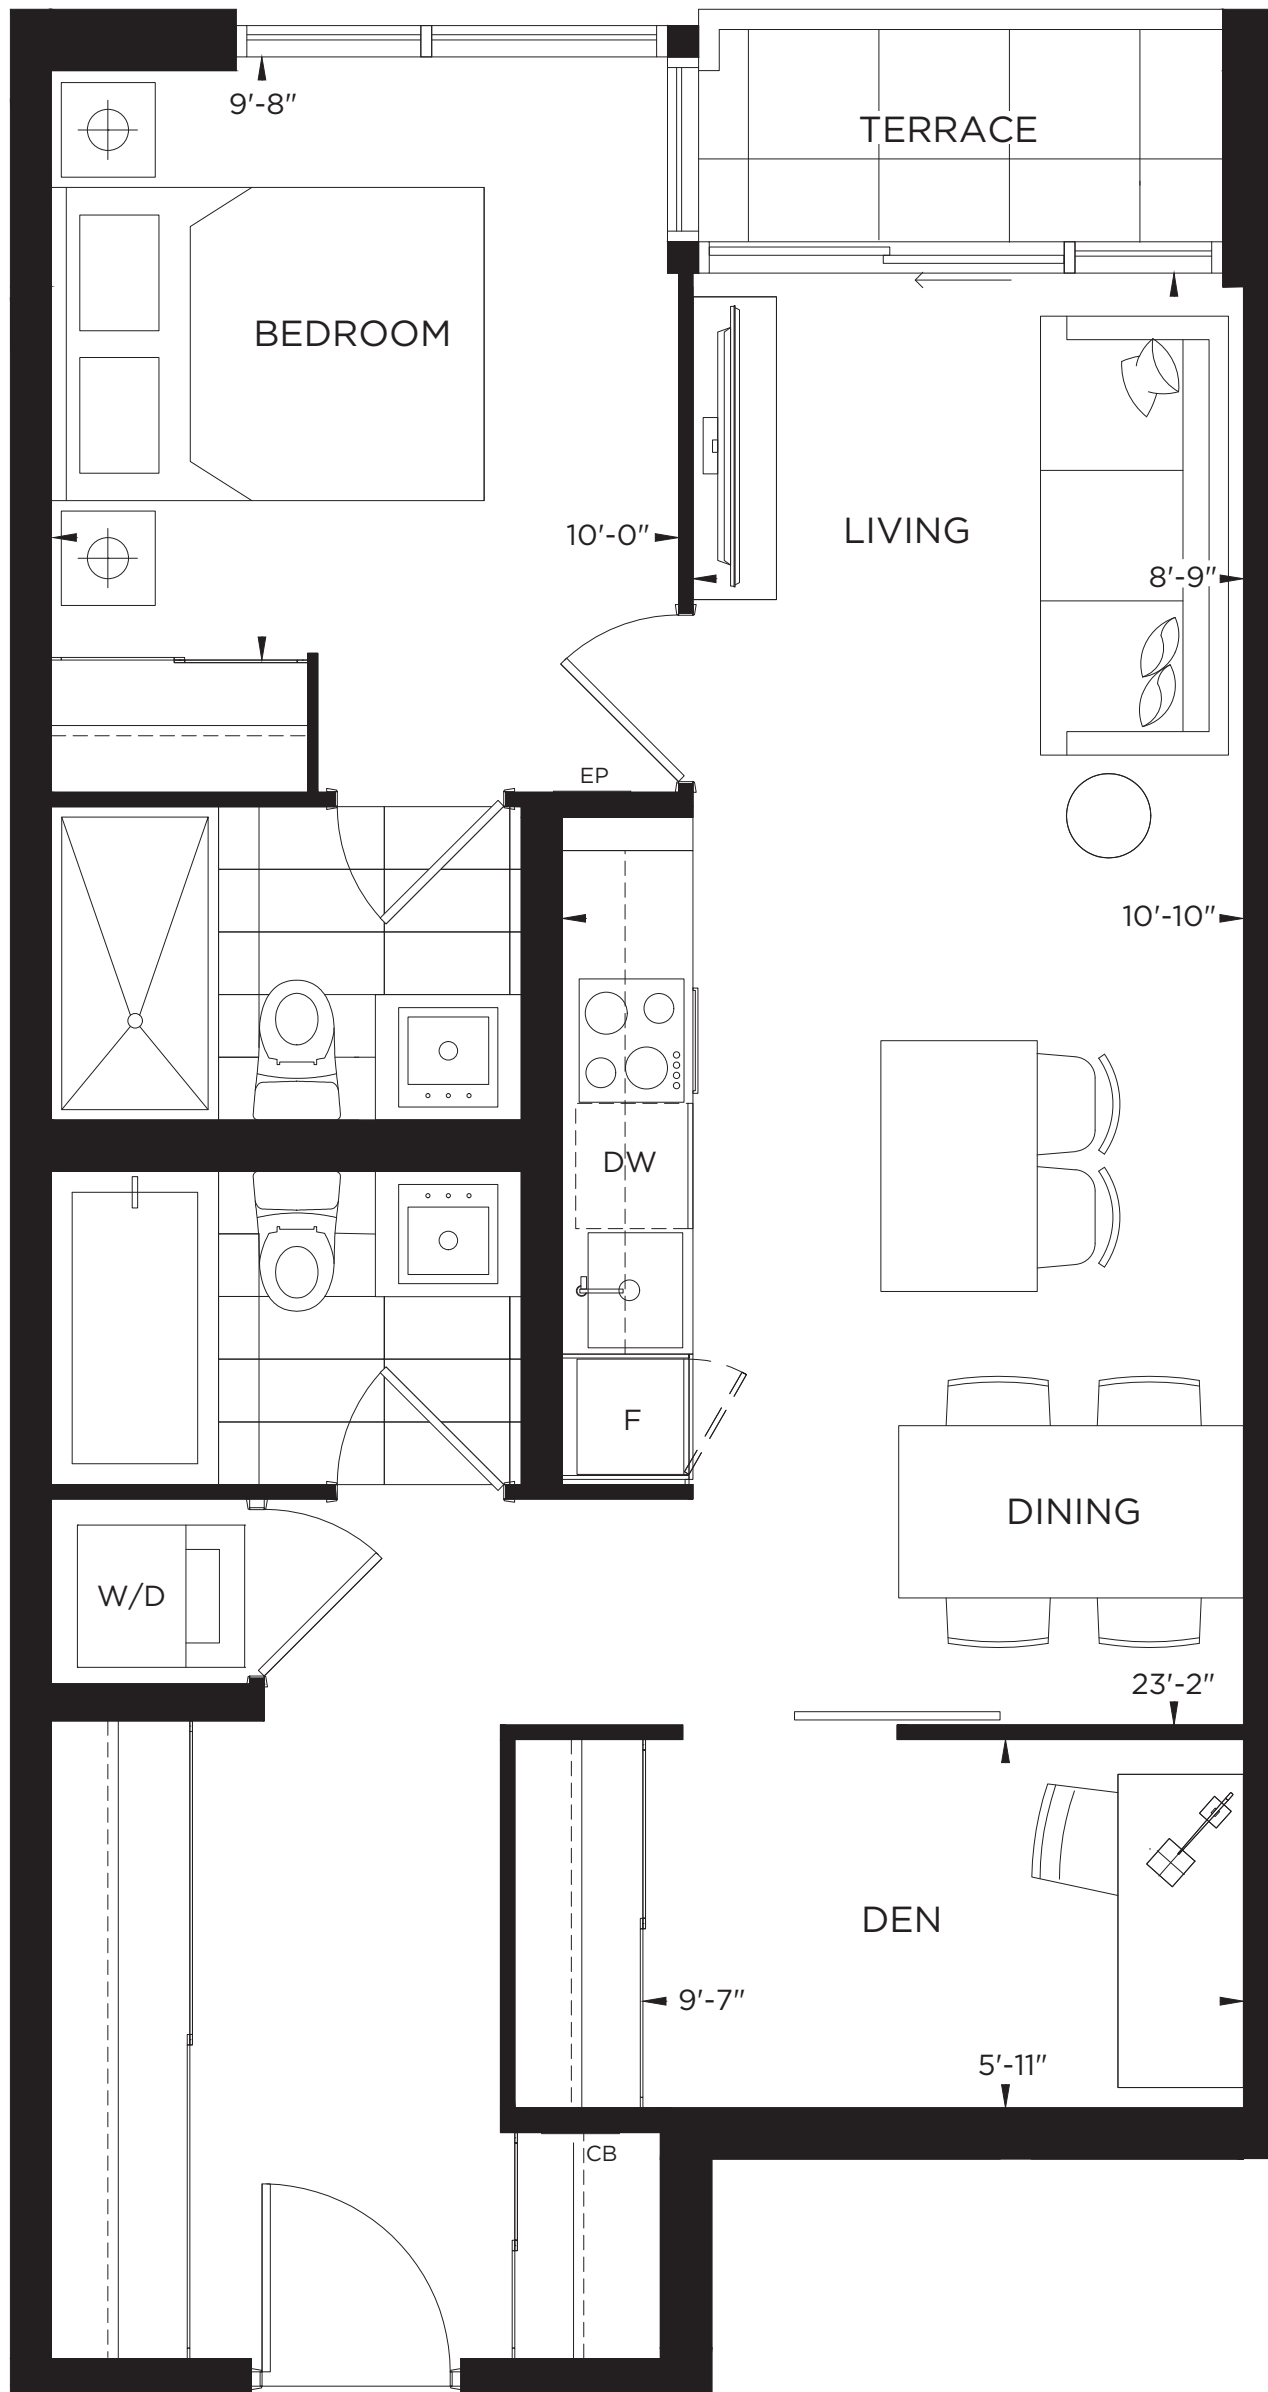 9'-8"
TERRACE
BEDROOM
10'-0"
LIVING
8'-9"
EP
10'-10"
DW
F
DINING
W/D
23'-2"
DEN
9'-7"
5'-11"
CB